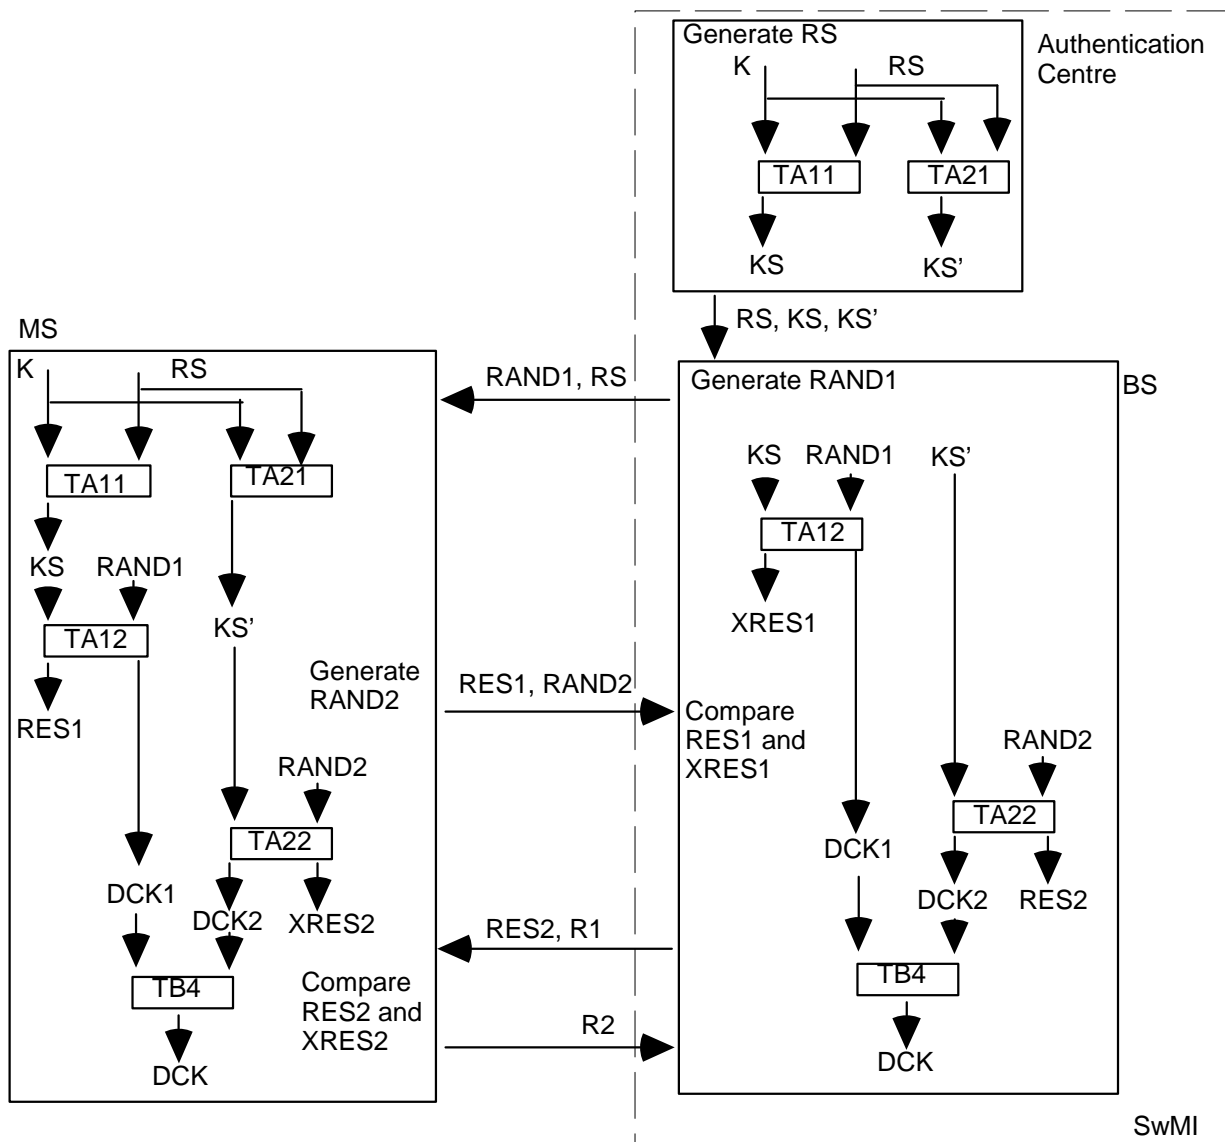 Generate RS
Authentication
Centre
K
RS
TA11
TA21
KS
KS’
RS, KS, KS’
MS
K
RS
RAND1, RS
Generate RAND1
BS
TA11
TA21
KS
RAND1
KS’
TA12
KS
RAND1
KS’
TA12
XRES1
RES1
Generate
RAND2
RES1, RAND2
Compare
RES1 and
XRES1
RAND2
RAND2
TA22
TA22
DCK1
DCK1
DCK2
XRES2
DCK2
RES2
RES2, R1
TB4
TB4
Compare
RES2 and
XRES2
R2
DCK
DCK
SwMI